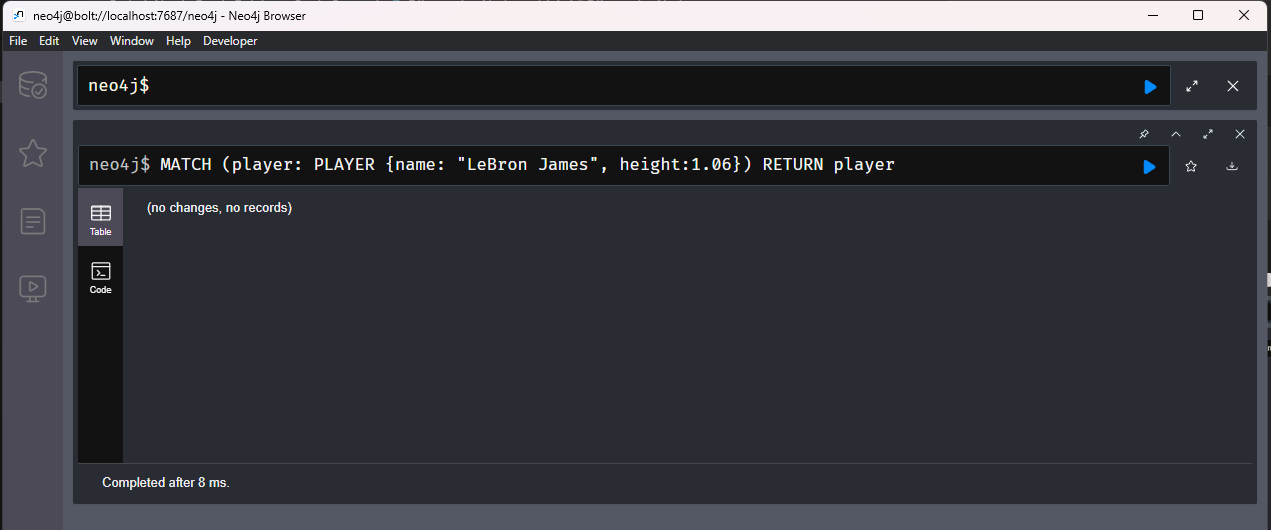 neo4j@bolt://localhost:7687/neo4j - Neo4j Browser
File Edit View Window Help Developer
neo4j$
neo4j$ MATCH (player: PLAYER {name: "LeBron James", height:1.06}) RETURN player
Table
(no changes, no records)
Code
Completed after 8 ms.